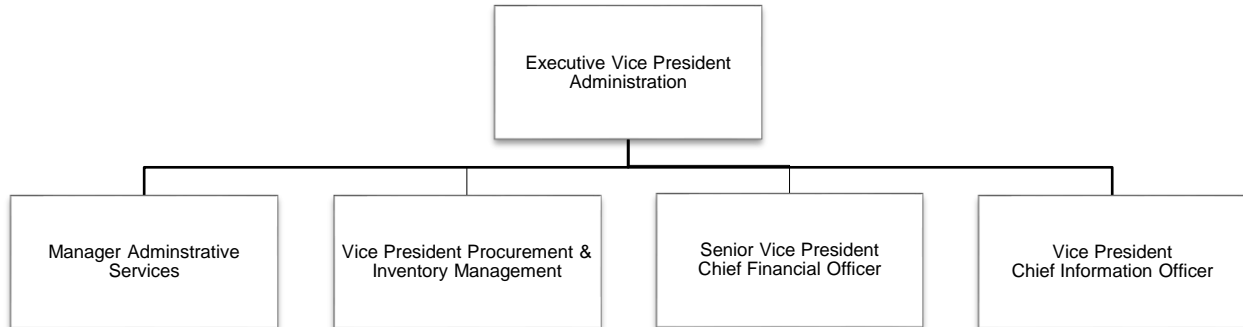 Executive Vice President
Administration
Manager Adminstrative
Services
Vice President Procurement &
Inventory Management
Senior Vice President
Chief Financial Officer
Vice President
Chief Information Officer